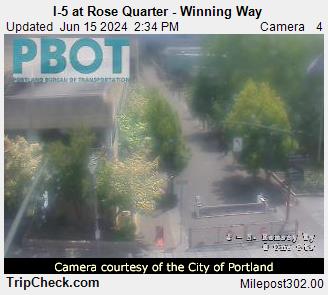 I-5 at Rose Quarter - Winning Way
Updated Jun 15 2024 2:34 PM Camera 4
PBOT
PORTLAND BUREAU OF TRANSPORTATION
Camera courtesy of the City of Portland
TripCheck.com Milepost302.00